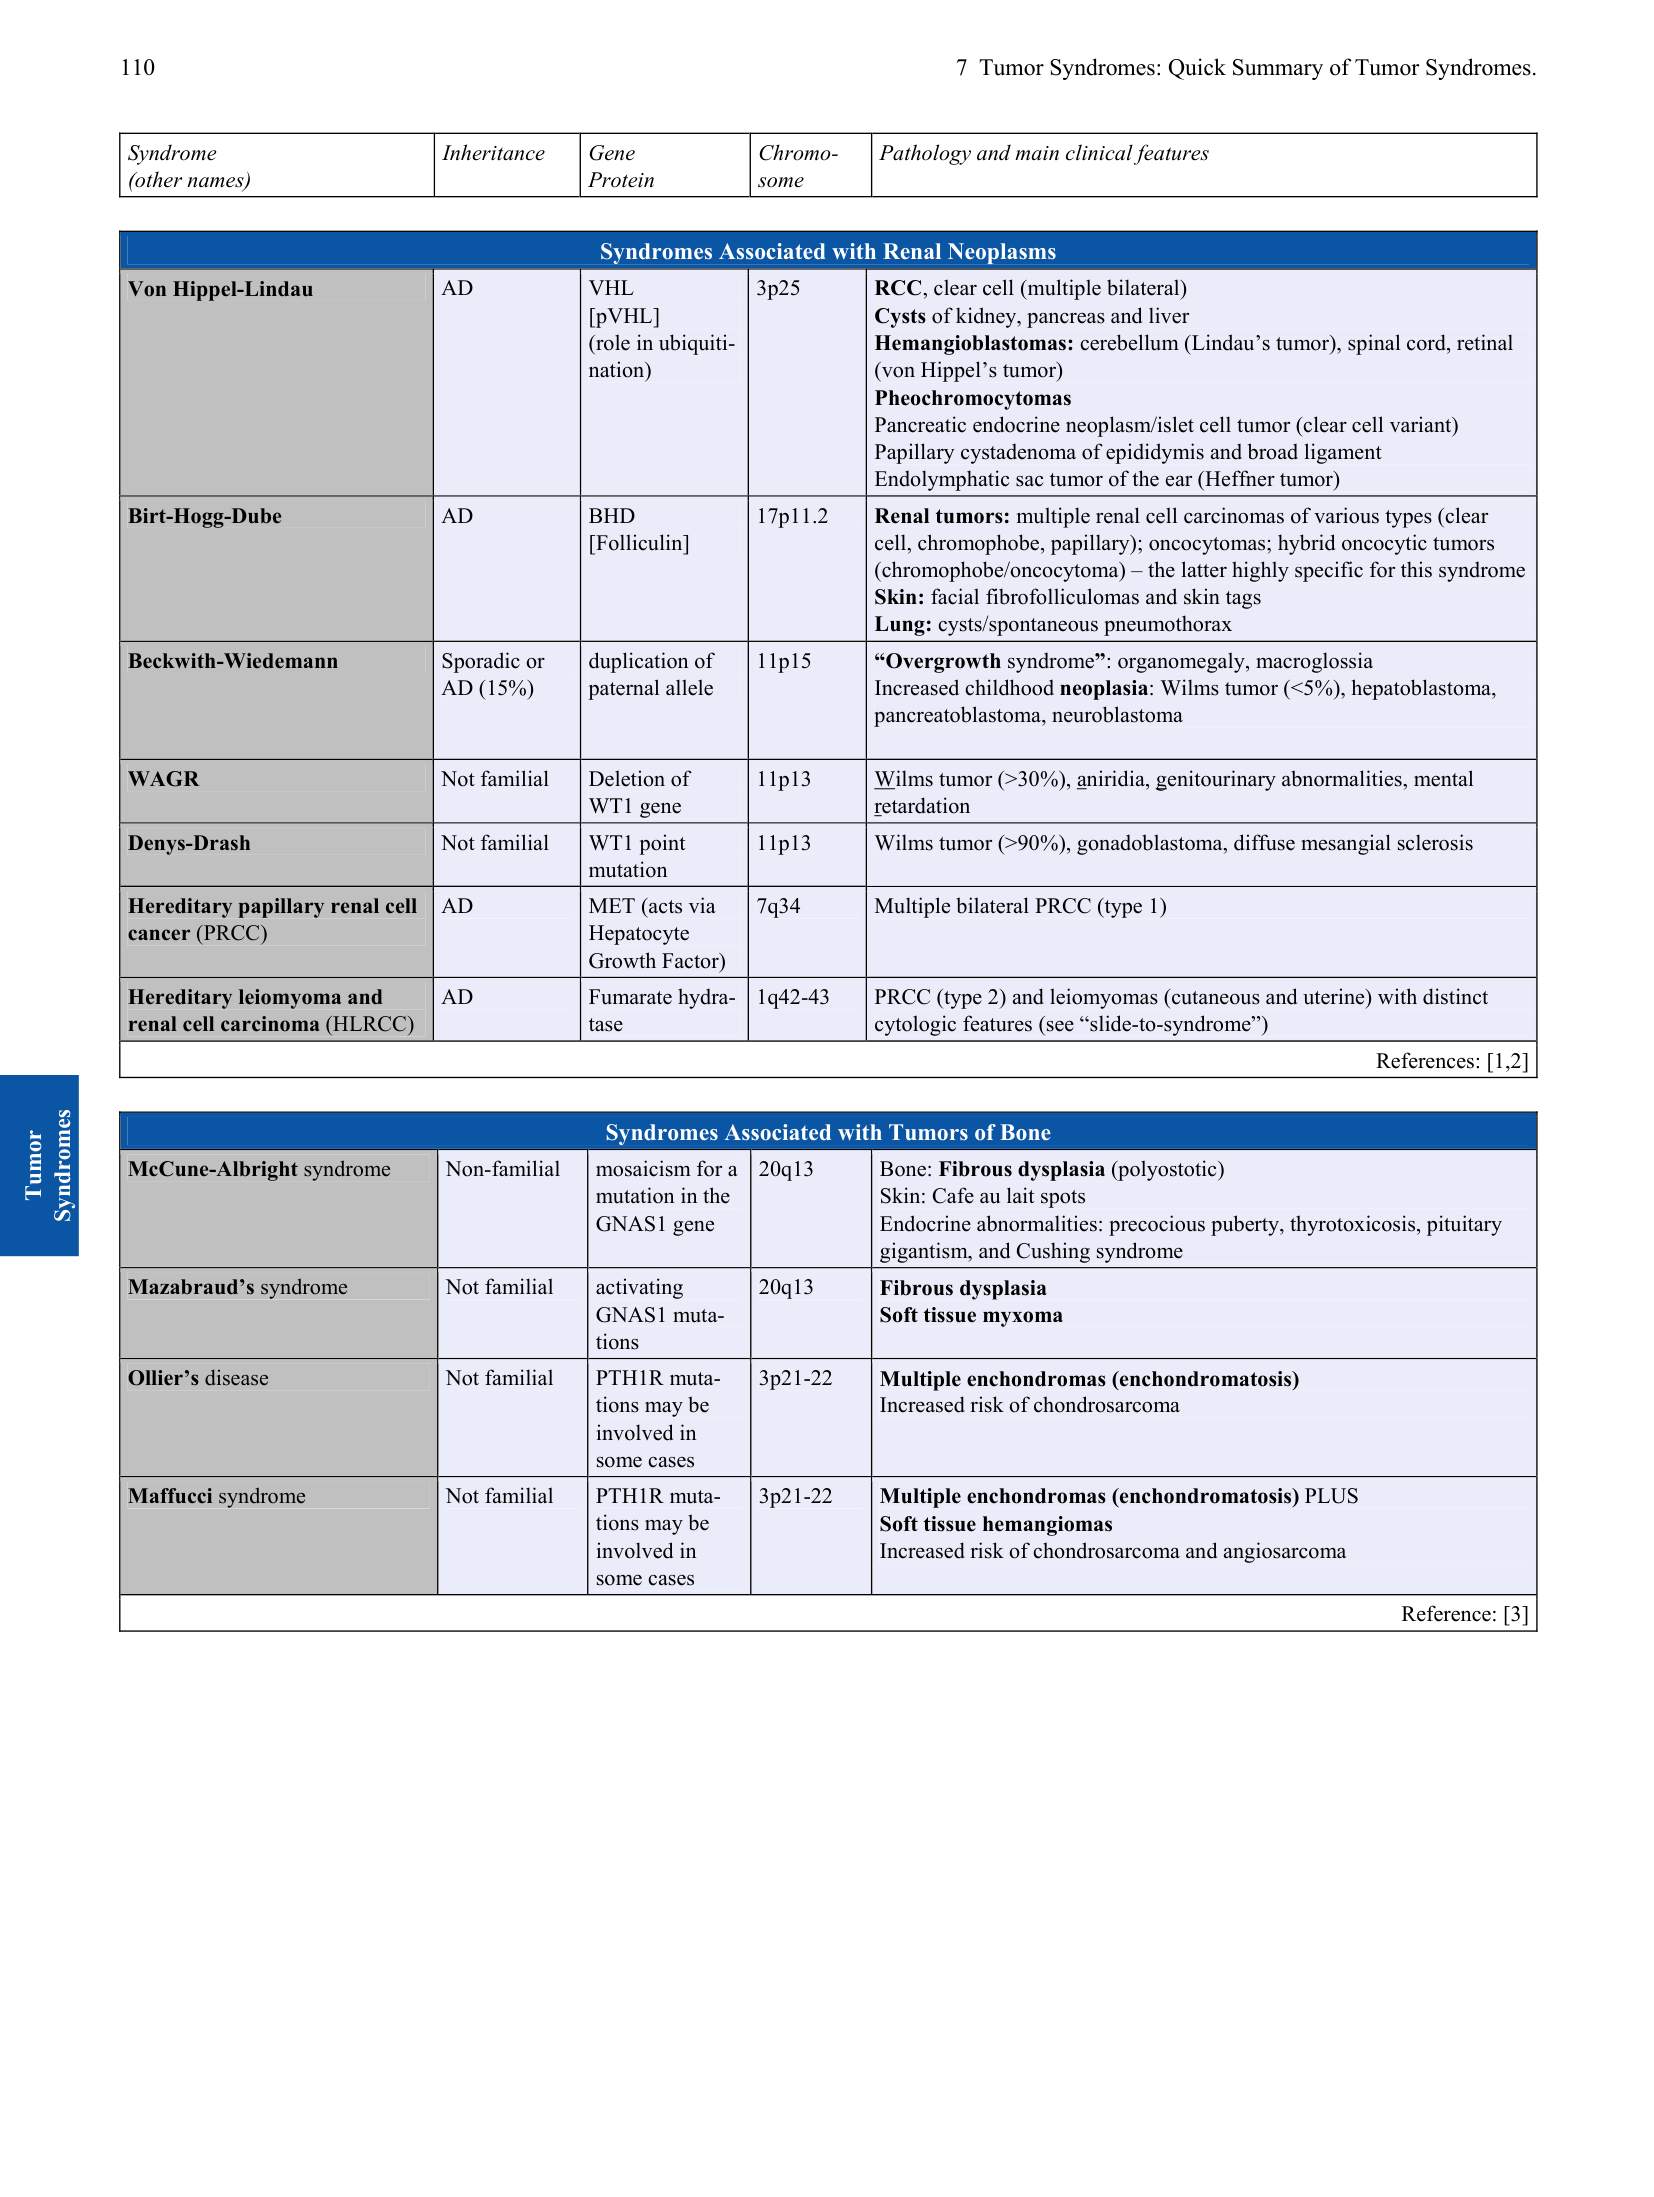 110
7 Tumor Syndromes: Quick Summary of Tumor Syndromes.
Syndrome
(other names)
Inheritance
Gene
Protein
Chromo-
some
Pathology and main clinical features
Syndromes Associated with Renal Neoplasms
Von Hippel-Lindau
AD
VHL
[pVHL]
(role in ubiquiti-
nation)
3p25
RCC, clear cell (multiple bilateral)
Cysts of kidney, pancreas and liver
Hemangioblastomas: cerebellum (Lindau’s tumor), spinal cord, retinal
(von Hippel’s tumor)
Pheochromocytomas
Pancreatic endocrine neoplasm/islet cell tumor (clear cell variant)
Papillary cystadenoma of epididymis and broad ligament
Endolymphatic sac tumor of the ear (Heffner tumor)
Birt-Hogg-Dube
AD
BHD
[Folliculin]
17p11.2
Renal tumors: multiple renal cell carcinomas of various types (clear
cell, chromophobe, papillary); oncocytomas; hybrid oncocytic tumors
(chromophobe/oncocytoma) – the latter highly specific for this syndrome
Skin: facial fibrofolliculomas and skin tags
Lung: cysts/spontaneous pneumothorax
Beckwith-Wiedemann
Sporadic or
AD (15%)
duplication of
paternal allele
11p15
“Overgrowth syndrome”: organomegaly, macroglossia
Increased childhood neoplasia: Wilms tumor (<5%), hepatoblastoma,
pancreatoblastoma, neuroblastoma
WAGR
Not familial
Deletion of
WT1 gene
11p13
Wilms tumor (>30%), aniridia, genitourinary abnormalities, mental
retardation
Denys-Drash
Not familial
WT1 point
mutation
11p13
Wilms tumor (>90%), gonadoblastoma, diffuse mesangial sclerosis
Hereditary papillary renal cell
cancer (PRCC)
AD
MET (acts via
Hepatocyte
Growth Factor)
7q34
Multiple bilateral PRCC (type 1)
Hereditary leiomyoma and
renal cell carcinoma (HLRCC)
AD
Fumarate hydra-
tase
1q42-43
PRCC (type 2) and leiomyomas (cutaneous and uterine) with distinct
cytologic features (see “slide-to-syndrome”)
References: [1,2]
Tumor
Syndromes
Syndromes Associated with Tumors of Bone
McCune-Albright syndrome
Non-familial
mosaicism for a
mutation in the
GNAS1 gene
20q13
Bone: Fibrous dysplasia (polyostotic)
Skin: Cafe au lait spots
Endocrine abnormalities: precocious puberty, thyrotoxicosis, pituitary
gigantism, and Cushing syndrome
Mazabraud’s syndrome
Not familial
activating
GNAS1 muta-
tions
20q13
Fibrous dysplasia
Soft tissue myxoma
Ollier’s disease
Not familial
PTH1R muta-
tions may be
involved in
some cases
3p21-22
Multiple enchondromas (enchondromatosis)
Increased risk of chondrosarcoma
Maffucci syndrome
Not familial
PTH1R muta-
tions may be
involved in
some cases
3p21-22
Multiple enchondromas (enchondromatosis) PLUS
Soft tissue hemangiomas
Increased risk of chondrosarcoma and angiosarcoma
Reference: [3]